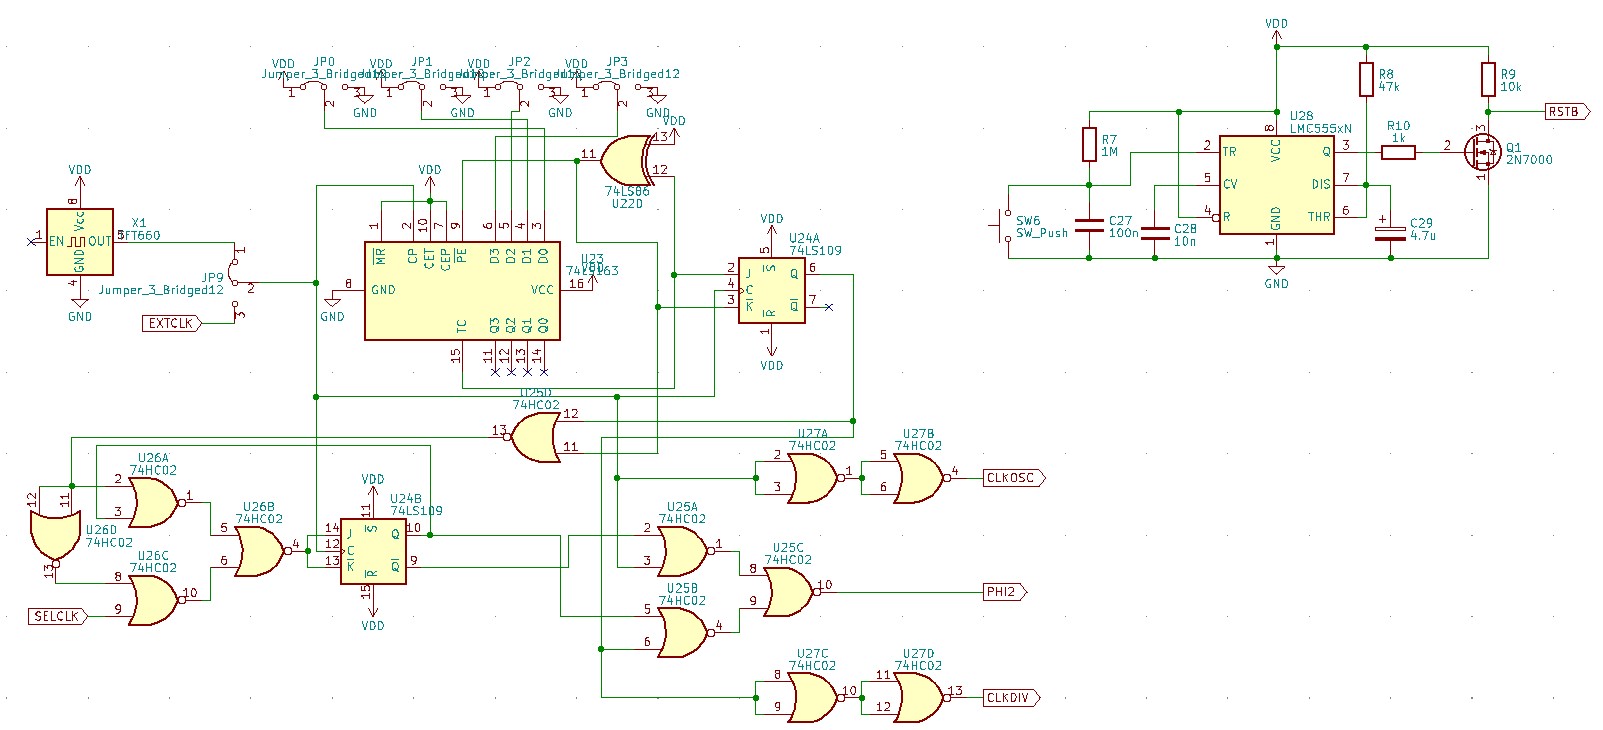 VDD
JP0
Jumper_3_Bridged12
1
2
3
GND
VDD
JP1
Jumper_3_Bridged12
1
2
3
GND
VDD
JP2
Jumper_3_Bridged12
1
2
3
GND
VDD
JP3
Jumper_3_Bridged12
1
2
3
GND
VDD
13
12
11
74LS86
U22D
VDD
8
Vcc
X1
SFT660
1
EN
OUT
5
GND
4
GND
JP9
Jumper_3_Bridged12
1
2
3
EXTCLK
VDD
1
2
10
7
9
6
5
4
3
MR
CP
CET
CEP
PE
D3
D2
D1
D0
U23
74LS163
VDD
8
GND
VCC
16
GND
TC
Q3
Q2
Q1
Q0
15
11
12
13
14
VDD
5
U24A
74LS109
2
J
S
Q
6
4
C
3
K
R
Q
7
1
VDD
U25D
74HC02
12
13
11
U26A
74HC02
2
1
3
12
11
U26D
74HC02
13
U26C
74HC02
8
10
9
SELCLK
U26B
74HC02
5
4
6
VDD
11
U24B
74LS109
14
J
S
Q
10
12
C
13
K
R
Q
9
15
VDD
U27A
74HC02
2
1
3
U27B
74HC02
5
4
6
CLKOSC
U25A
74HC02
2
1
3
U25C
74HC02
8
10
9
PHI2
U25B
74HC02
5
4
6
U27C
74HC02
8
10
9
U27D
74HC02
11
13
12
CLKDIV
VDD
R8
47k
R9
10k
RSTB
R7
1M
U28
LMC555xN
8
VCC
2
TR
Q
3
5
CV
DIS
7
4
R
THR
6
GND
1
GND
R10
1k
2
3
1
Q1
2N7000
SW6
SW_Push
C27
100n
C28
10n
C29
4.7u